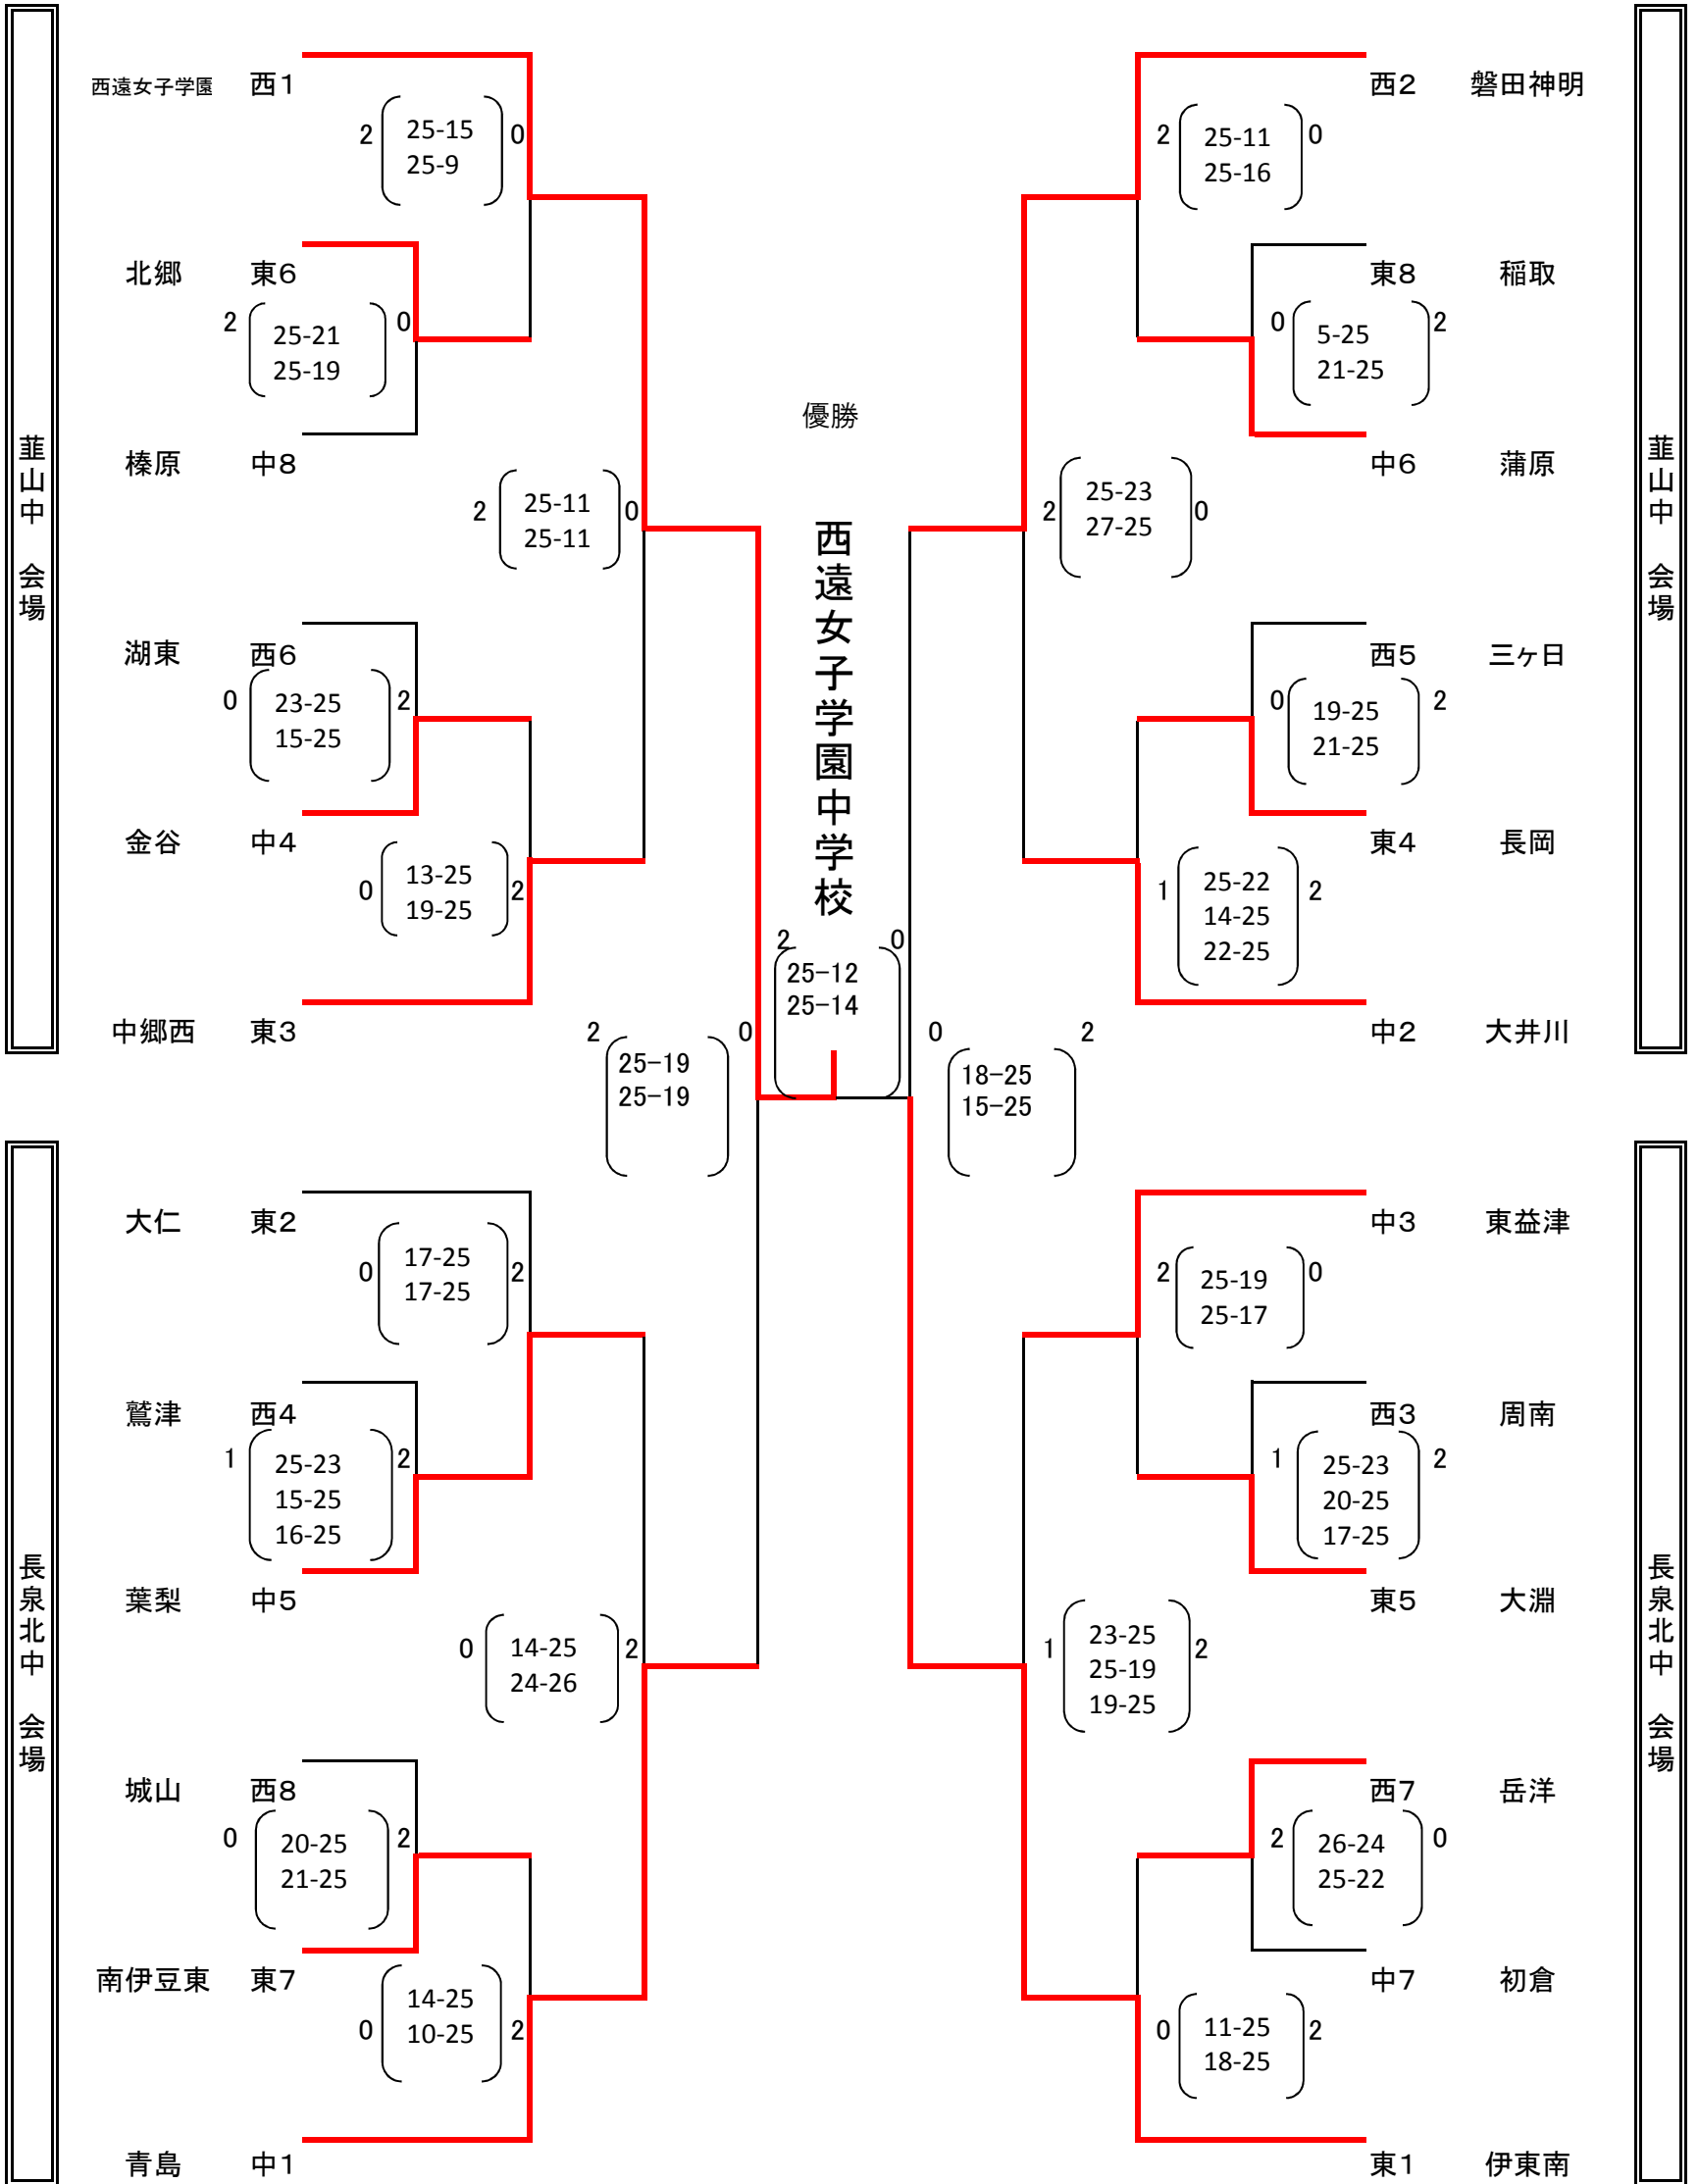 西遠女子学園 西1
2 25-15 0
25-9
北郷 東6
2 25-21 0
25-19
榛原 中8
2 25-11 0
25-11
湖東 西6
0 23-25 2
15-25
金谷 中4
0 13-25 2
19-25
中郷西 東3
2 25-19 0
25-19
大仁 東2
0 17-25 2
17-25
鷲津 西4
1 25-23 2
15-25
16-25
葉梨 中5
0 14-25 2
24-26
城山 西8
0 20-25 2
21-25
南伊豆東 東7
0 14-25 2
10-25
青島 中1
韮山中 会場
長泉北中 会場
優勝
西遠女子学園中学校
2 0
25-12
25-14
西2 磐田神明
2 25-11 0
25-16
東8 稲取
0 5-25 2
21-25
中6 蒲原
2 25-23 0
27-25
西5 三ヶ日
0 19-25 2
21-25
東4 長岡
1 25-22 2
14-25
22-25
中2 大井川
0 2
18-25
15-25
中3 東益津
2 25-19 0
25-17
西3 周南
1 25-23 2
20-25
17-25
東5 大淵
1 23-25 2
25-19
19-25
西7 岳洋
2 26-24 0
25-22
中7 初倉
0 11-25 2
18-25
東1 伊東南
韮山中 会場
長泉北中 会場